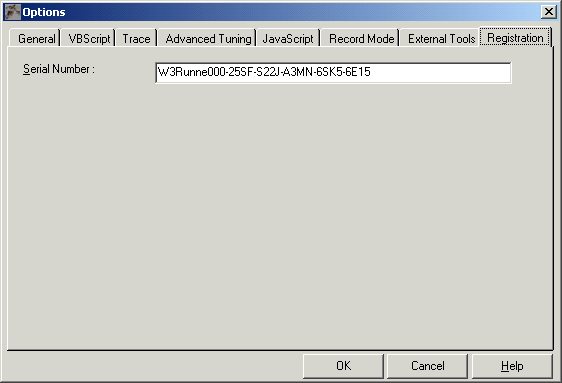 Options
General VBScript Trace Advanced Tuning JavaScript Record Mode External Tools Registration
Serial Number : W3Runne000-25SF-S22J-A3MN-6SK5-6E15
OK Cancel Help